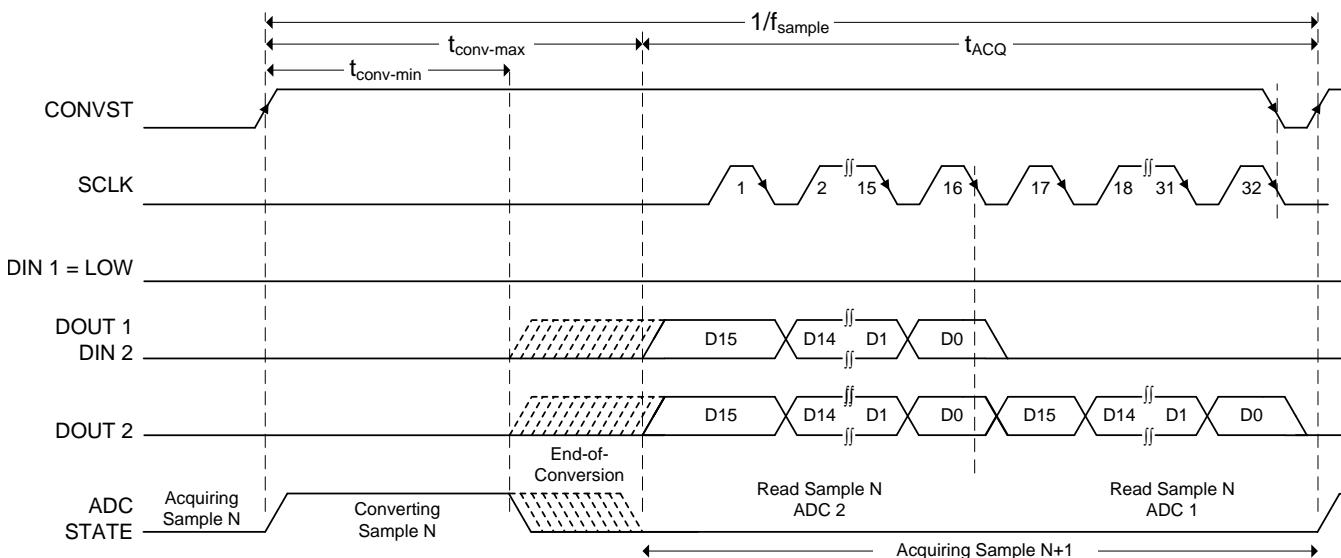 1/fsample
tconv-max
tACQ
tconv-min
CONVST
SCLK
1 2 ∫∫ 15 16 17 18 ∫∫ 31 32
DIN 1 = LOW
DOUT 1
DIN 2
D15 D14 ∫∫ D1 D0
DOUT 2
D15 D14 ∫∫ D1 D0 D15 D14 ∫∫ D1 D0
End-of-
Conversion
ADC
STATE
Acquiring
Sample N
Converting
Sample N
Read Sample N
ADC 2
Read Sample N
ADC 1
Acquiring Sample N+1